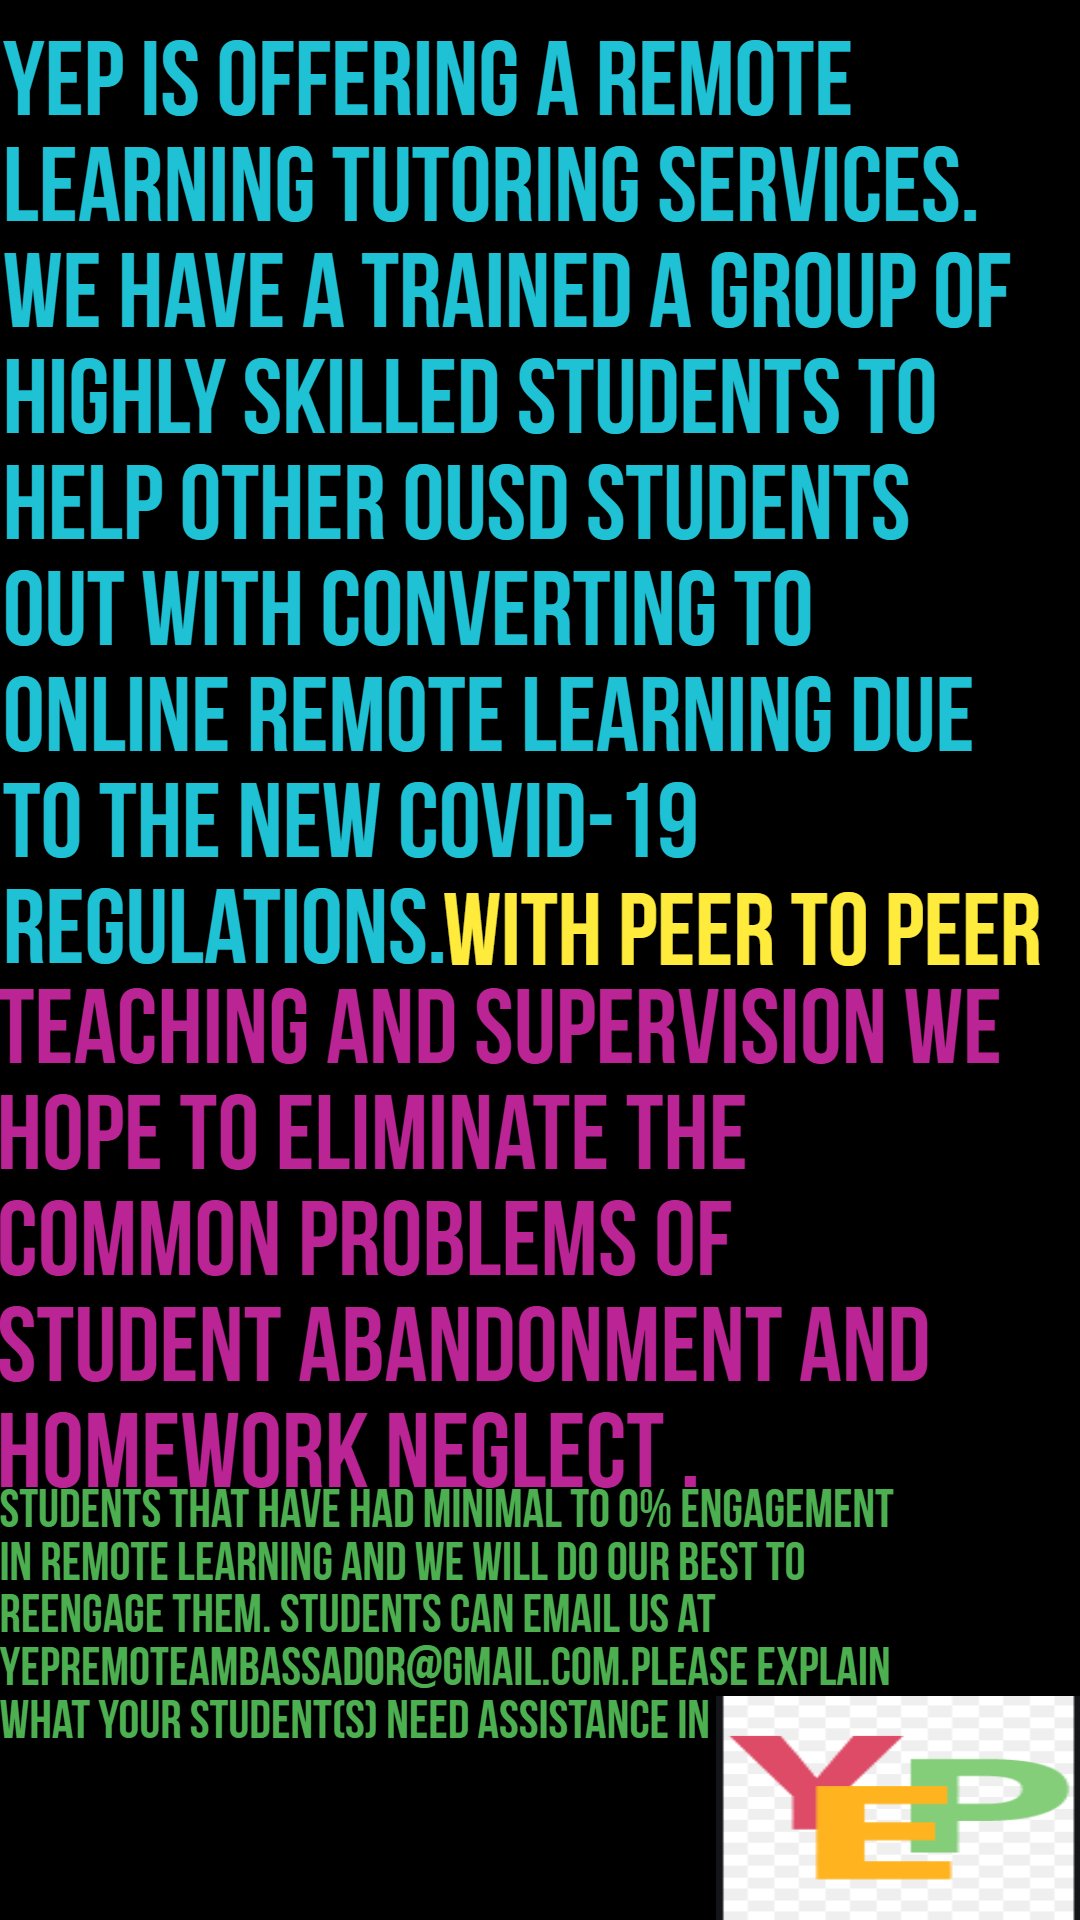 YEP IS OFFERING A REMOTE
LEARNING TUTORING SERVICES.
WE HAVE A TRAINED A GROUP OF
HIGHLY SKILLED STUDENTS TO
HELP OTHER OUSD STUDENTS
OUT WITH CONVERTING TO
ONLINE REMOTE LEARNING DUE
TO THE NEW COVID-19
REGULATIONS.WITH PEER TO PEER
TEACHING AND SUPERVISION WE
HOPE TO ELIMINATE THE
COMMON PROBLEMS OF
STUDENT ABANDONMENT AND
HOMEWORK NEGLECT .
STUDENTS THAT HAVE HAD MINIMAL TO 0% ENGAGEMENT
IN REMOTE LEARNING AND WE WILL DO OUR BEST TO
REENGAGE THEM. STUDENTS CAN EMAIL US AT
YEPREMOTEAMBASSADOR@GMAIL.COM.PLEASE EXPLAIN
WHAT YOUR STUDENT(S) NEED ASSISTANCE IN
YEP